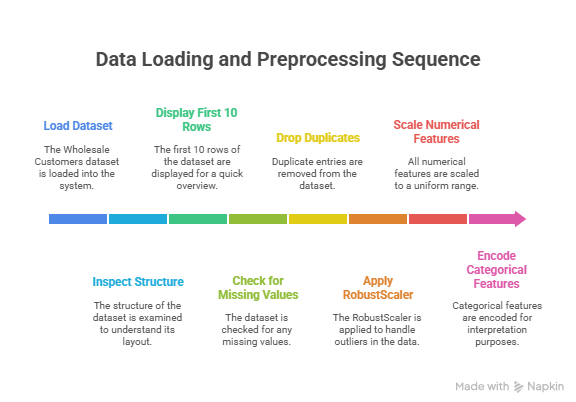 Data Loading and Preprocessing Sequence
Load Dataset
The Wholesale
Customers dataset
is loaded into the
system.
Display First 10
Rows
The first 10 rows of
the dataset are
displayed for a quick
overview.
Drop Duplicates
Duplicate entries are
removed from the
dataset.
Scale Numerical
Features
All numerical
features are scaled
to a uniform range.
Inspect Structure
The structure of the
dataset is examined
to understand its
layout.
Check for
Missing Values
The dataset is
checked for any
missing values.
Apply
RobustScaler
The RobustScaler is
applied to handle
outliers in the data.
Encode
Categorical
Features
Categorical features
are encoded for
interpretation
purposes.
Made with Napkin